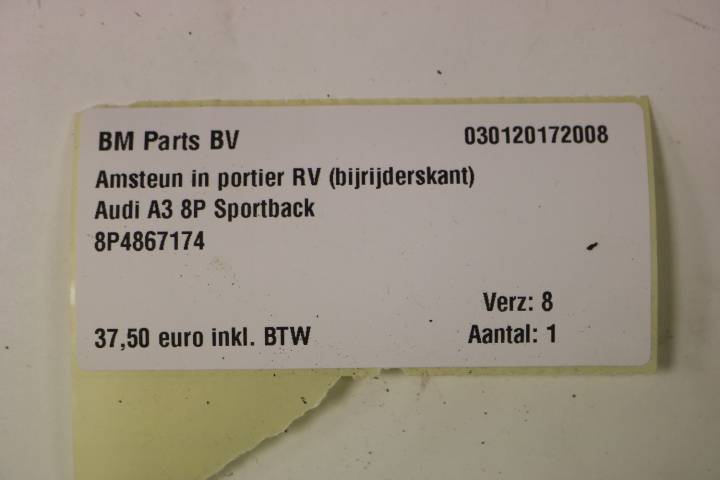 BM Parts BV 030120172008
Amsteun in portier RV (bijrijderskant)
Audi A3 8P Sportback
8P4867174
Verz: 8
37,50 euro inkl. BTW Aantal: 1